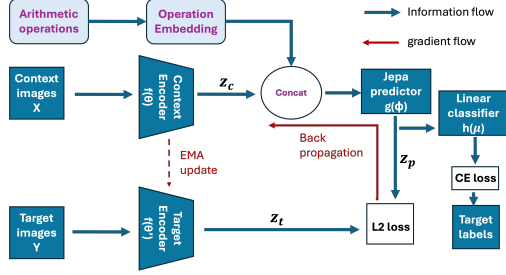 Arithmetic
operations
Operation
Embedding
Information flow
gradient flow
Context
images
X
Context
Encoder
f(θ)
Z_c
Concat
Jepa
predictor
g(ϕ)
Linear
classifier
h(μ)
EMA
update
Back
propagation
Z_p
CE loss
Target
images
Y
Target
Encoder
f(θ')
Z_t
L2 loss
Target
labels